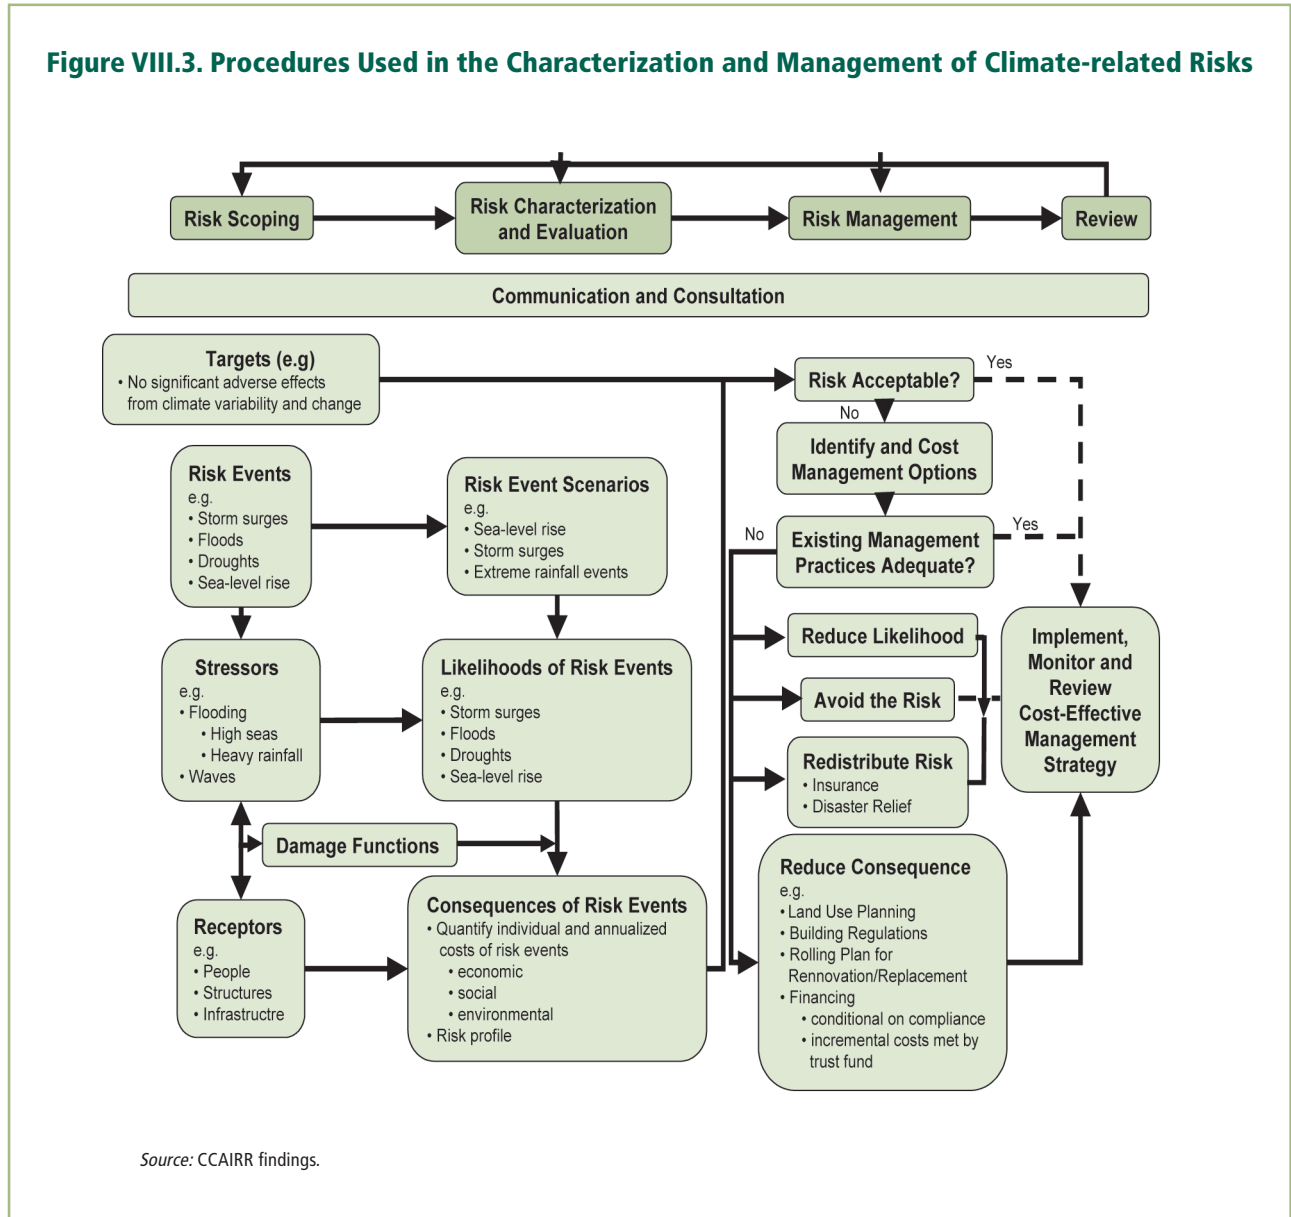 Figure VIII.3. Procedures Used in the Characterization and Management of Climate-related Risks
Risk Scoping
Risk Characterization
and Evaluation
Risk Management
Review
Communication and Consultation
Targets (e.g)
• No significant adverse effects
from climate variability and change
Risk Acceptable?
Yes
No
Identify and Cost
Management Options
Risk Events
e.g.
• Storm surges
• Floods
• Droughts
• Sea-level rise
Risk Event Scenarios
e.g.
• Sea-level rise
• Storm surges
• Extreme rainfall events
No
Existing Management
Practices Adequate?
Yes
Stressors
e.g.
• Flooding
• High seas
• Heavy rainfall
• Waves
Likelihoods of Risk Events
e.g.
• Storm surges
• Floods
• Droughts
• Sea-level rise
Reduce Likelihood
Avoid the Risk
Redistribute Risk
• Insurance
• Disaster Relief
Implement,
Monitor and
Review
Cost-Effective
Management
Strategy
Damage Functions
Receptors
e.g.
• People
• Structures
• Infrastructre
Consequences of Risk Events
• Quantify individual and annualized
costs of risk events
• economic
• social
• environmental
• Risk profile
Reduce Consequence
e.g.
• Land Use Planning
• Building Regulations
• Rolling Plan for
Rennovation/Replacement
• Financing
• conditional on compliance
• incremental costs met by
trust fund
Source: CCAIRR findings.